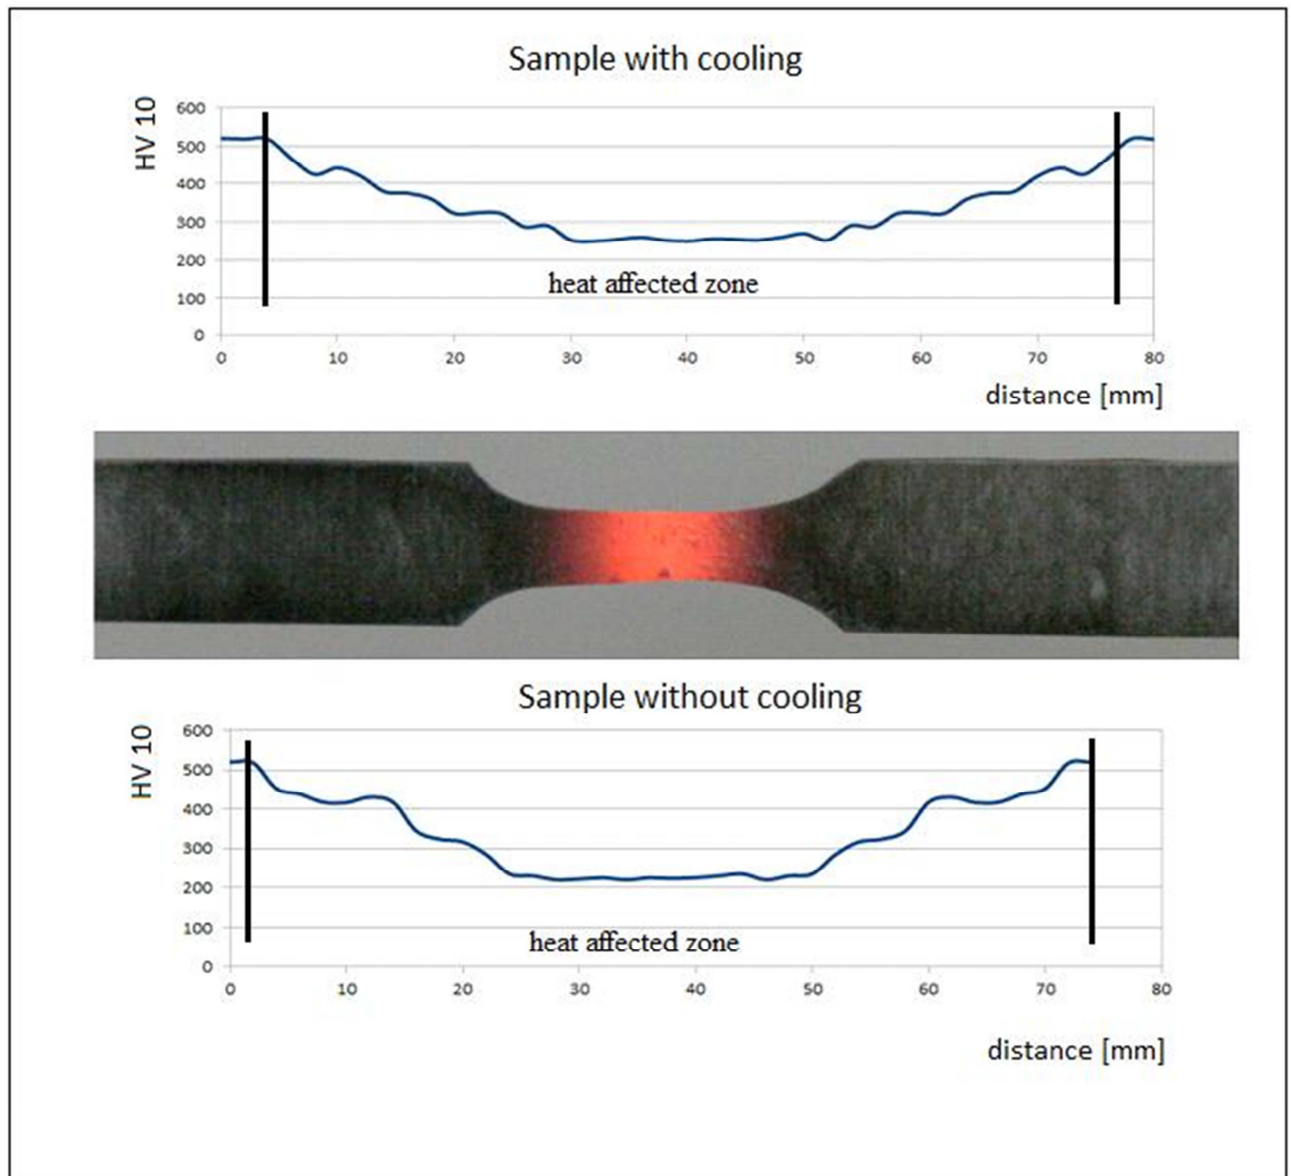 Sample with cooling
HV 10
600
500
400
300
200
100
0
heat affected zone
0 10 20 30 40 50 60 70 80
distance [mm]
Sample without cooling
HV 10
600
500
400
300
200
100
0
heat affected zone
0 10 20 30 40 50 60 70 80
distance [mm]